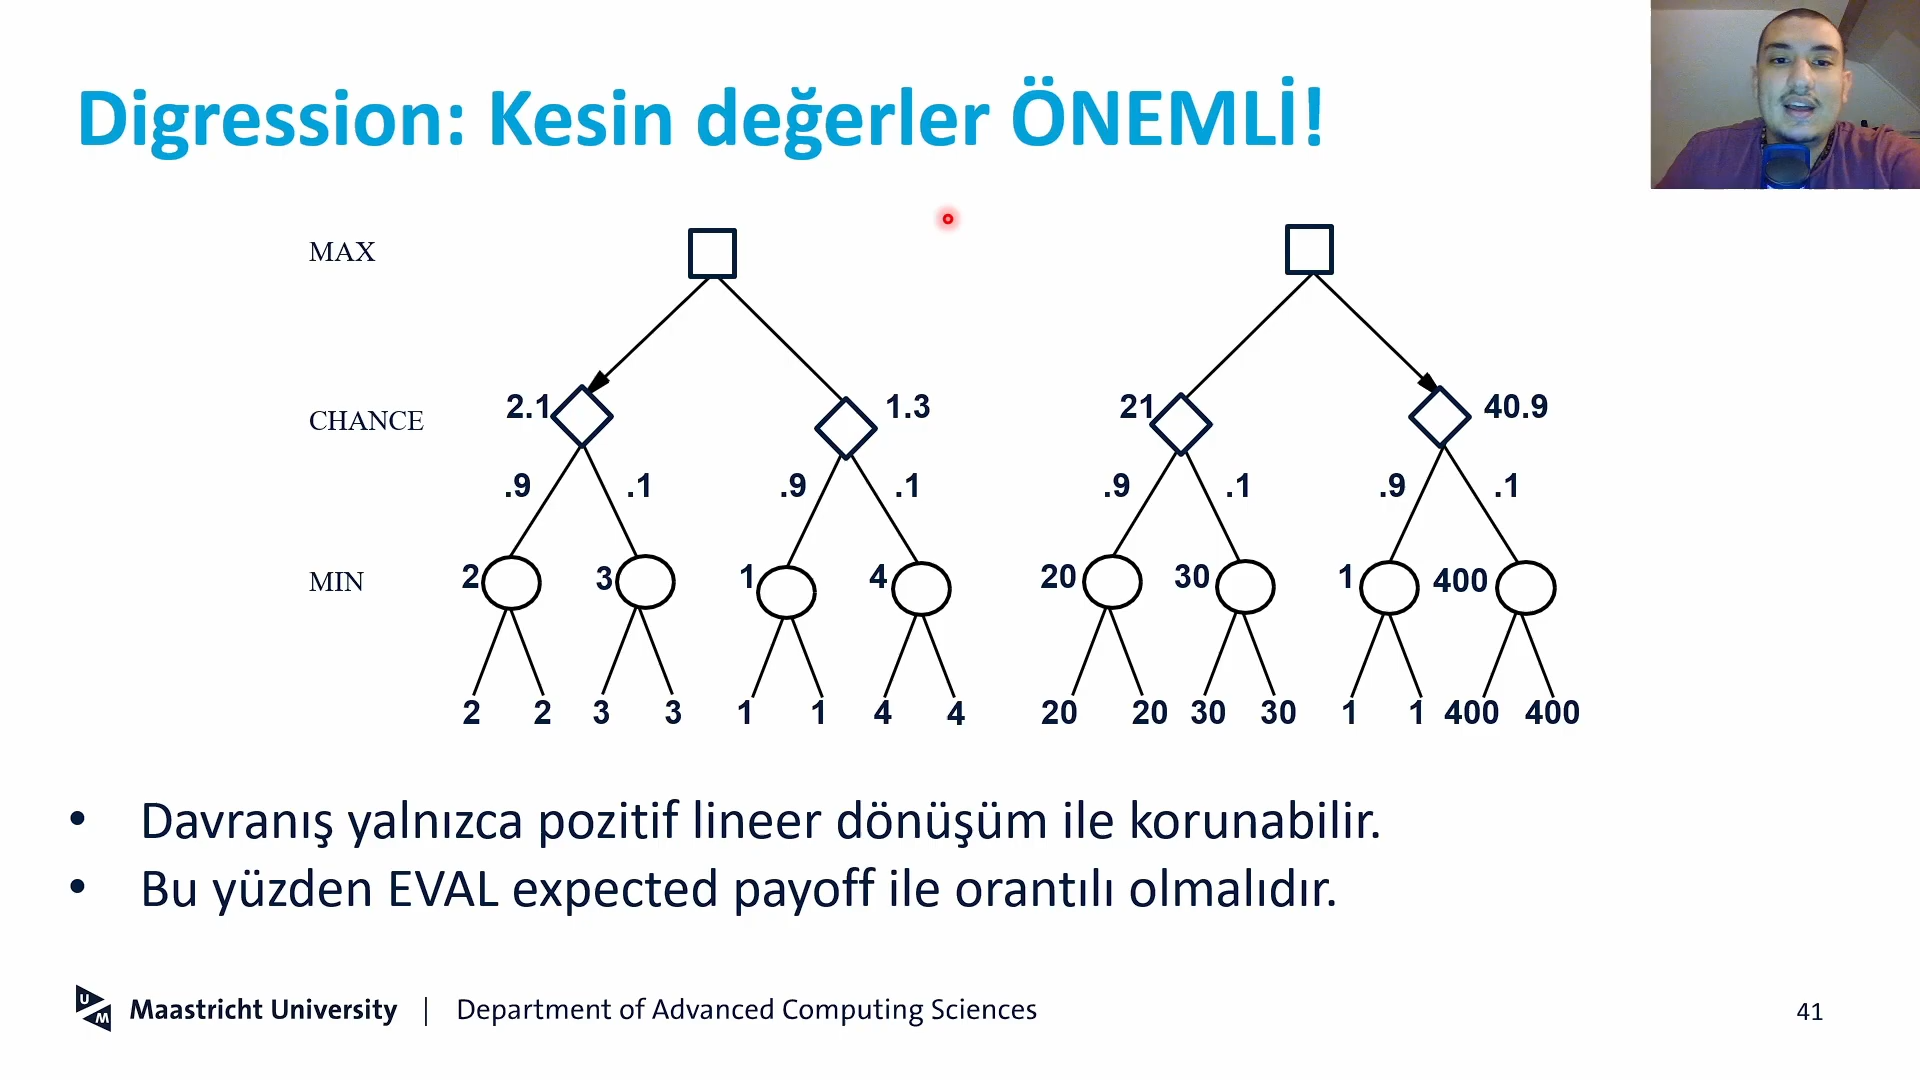 Digression: Kesin değerler ÖNEMLİ!
MAX
CHANCE 2.1 1.3 21 40.9
.9 .1 .9 .1 .9 .1 .9 .1
MIN 2 3 1 4 20 30 1 400
2 2 3 3 1 1 4 4 20 20 30 30 1 1 400 400
• Davranış yalnızca pozitif lineer dönüşüm ile korunabilir.
• Bu yüzden EVAL expected payoff ile orantılı olmalıdır.
UM Maastricht University | Department of Advanced Computing Sciences 41